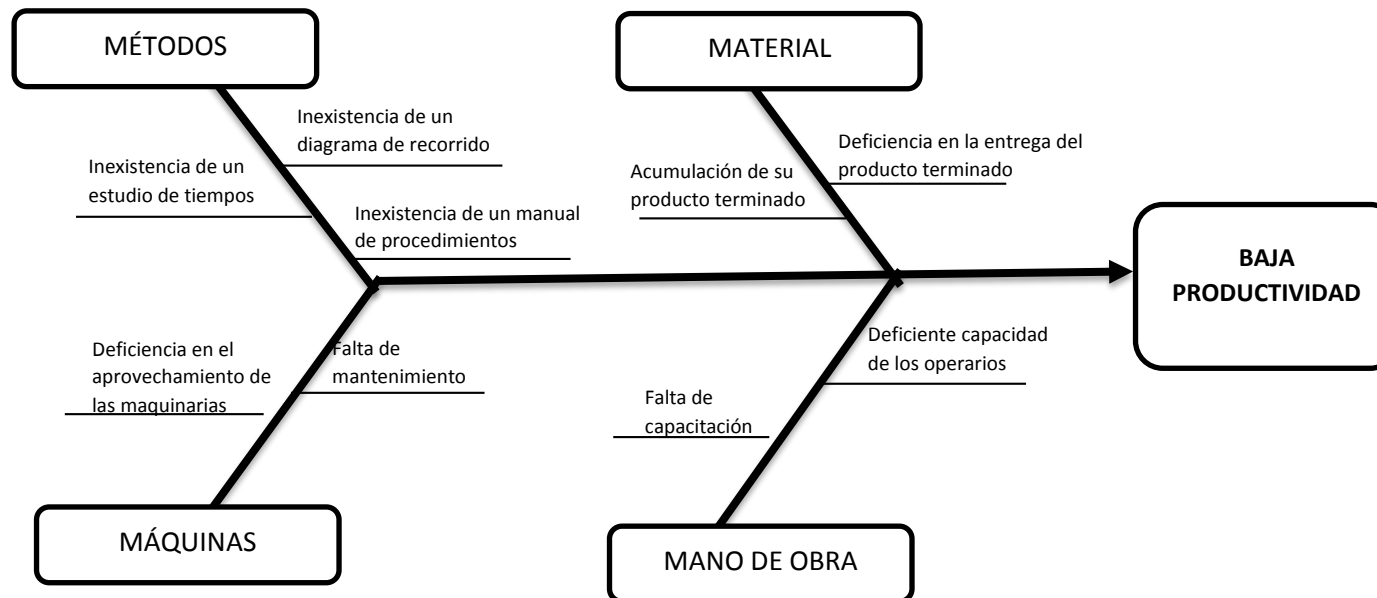 MÉTODOS
MATERIAL
Inexistencia de un
diagrama de recorrido
Inexistencia de un
estudio de tiempos
Inexistencia de un manual
de procedimientos
Deficiencia en la entrega del
producto terminado
Acumulación de su
producto terminado
BAJA
PRODUCTIVIDAD
Deficiencia en el
aprovechamiento de
las maquinarias
Falta de
mantenimiento
Deficiente capacidad
de los operarios
Falta de
capacitación
MÁQUINAS
MANO DE OBRA